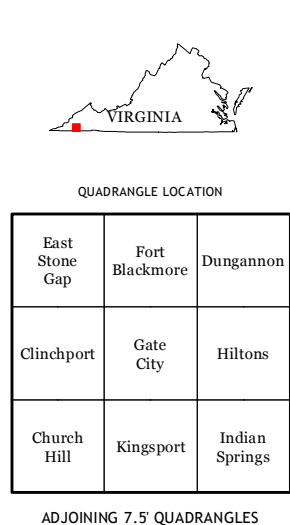 VIRGINIA
QUADRANGLE LOCATION
East
Stone
Gap
Fort
Blackmore
Dungannon
Clinchport
Gate
City
Hiltons
Church
Hill
Kingsport
Indian
Springs
ADJOINING 7.5' QUADRANGLES